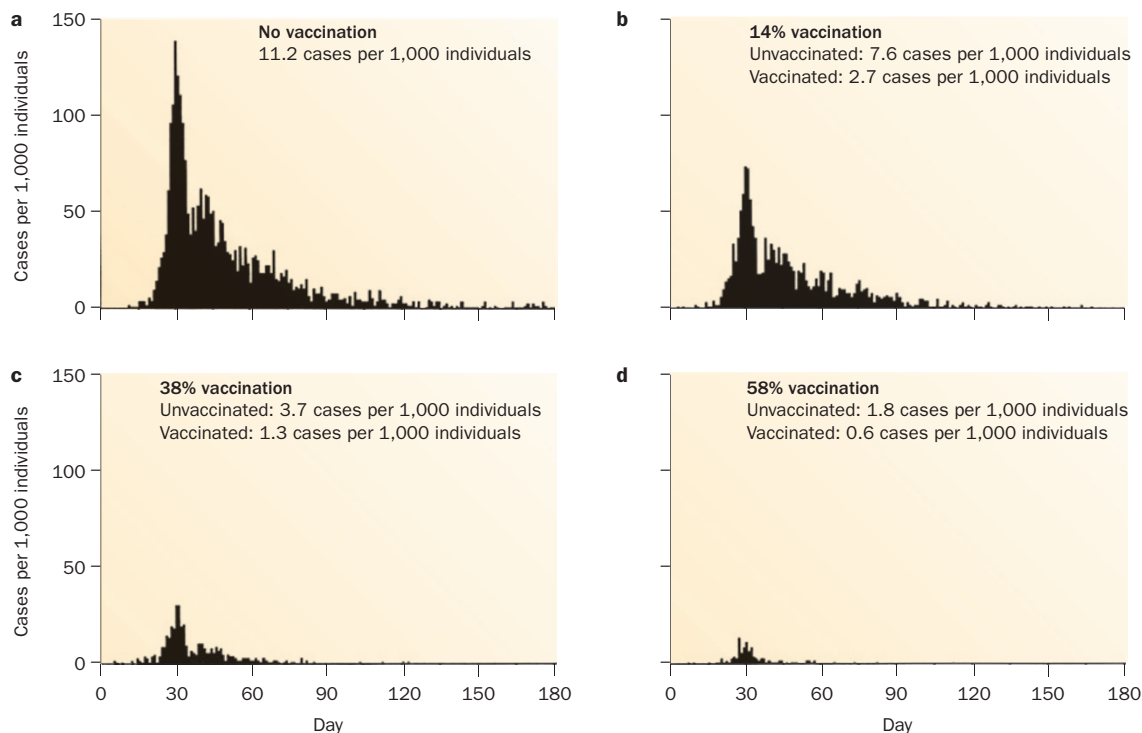 a
150
100
50
0
Cases per 1,000 individuals
No vaccination
11.2 cases per 1,000 individuals
b
14% vaccination
Unvaccinated: 7.6 cases per 1,000 individuals
Vaccinated: 2.7 cases per 1,000 individuals
c
150
100
50
0
Cases per 1,000 individuals
38% vaccination
Unvaccinated: 3.7 cases per 1,000 individuals
Vaccinated: 1.3 cases per 1,000 individuals
0 30 60 90 120 150 180
Day
d
58% vaccination
Unvaccinated: 1.8 cases per 1,000 individuals
Vaccinated: 0.6 cases per 1,000 individuals
0 30 60 90 120 150 180
Day